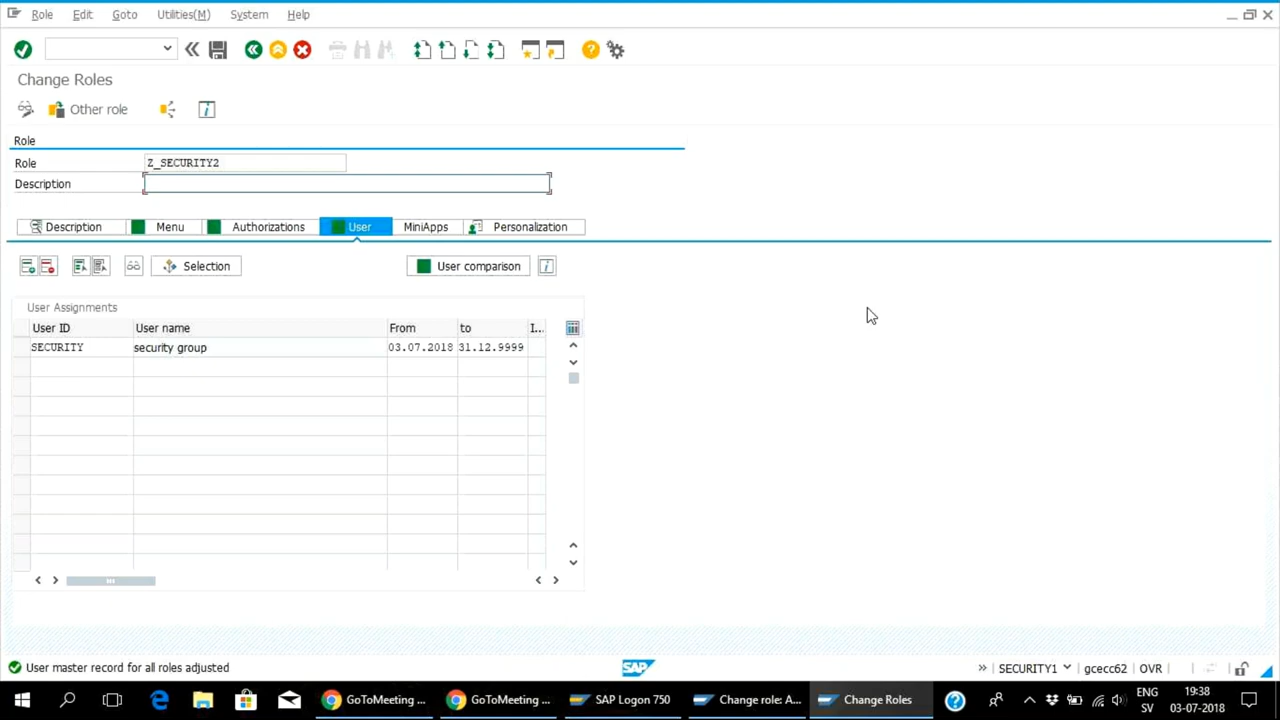 Role Edit Goto Utilities(M) System Help
Change Roles
Other role
Role
Role Z_SECURITY2
Description
Description Menu Authorizations User MiniApps Personalization
Selection User comparison
User Assignments
User ID User name From to I...
SECURITY security group 03.07.2018 31.12.9999
User master record for all roles adjusted SAP SECURITY1 gcecc62 OVR
GoToMeeting ... GoToMeeting ... SAP Logon 750 Change role: A... Change Roles ENG 19:38
SV 03-07-2018